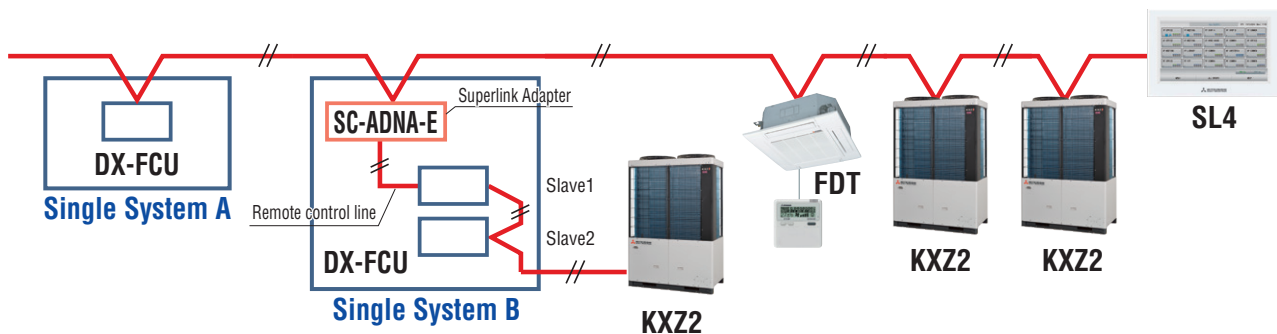 Superlink Adapter
SC-ADNA-E
SL4
DX-FCU
Slave1
FDT
Single System A
Remote control line
Slave2
KXZ2
KXZ2
DX-FCU
Single System B
KXZ2